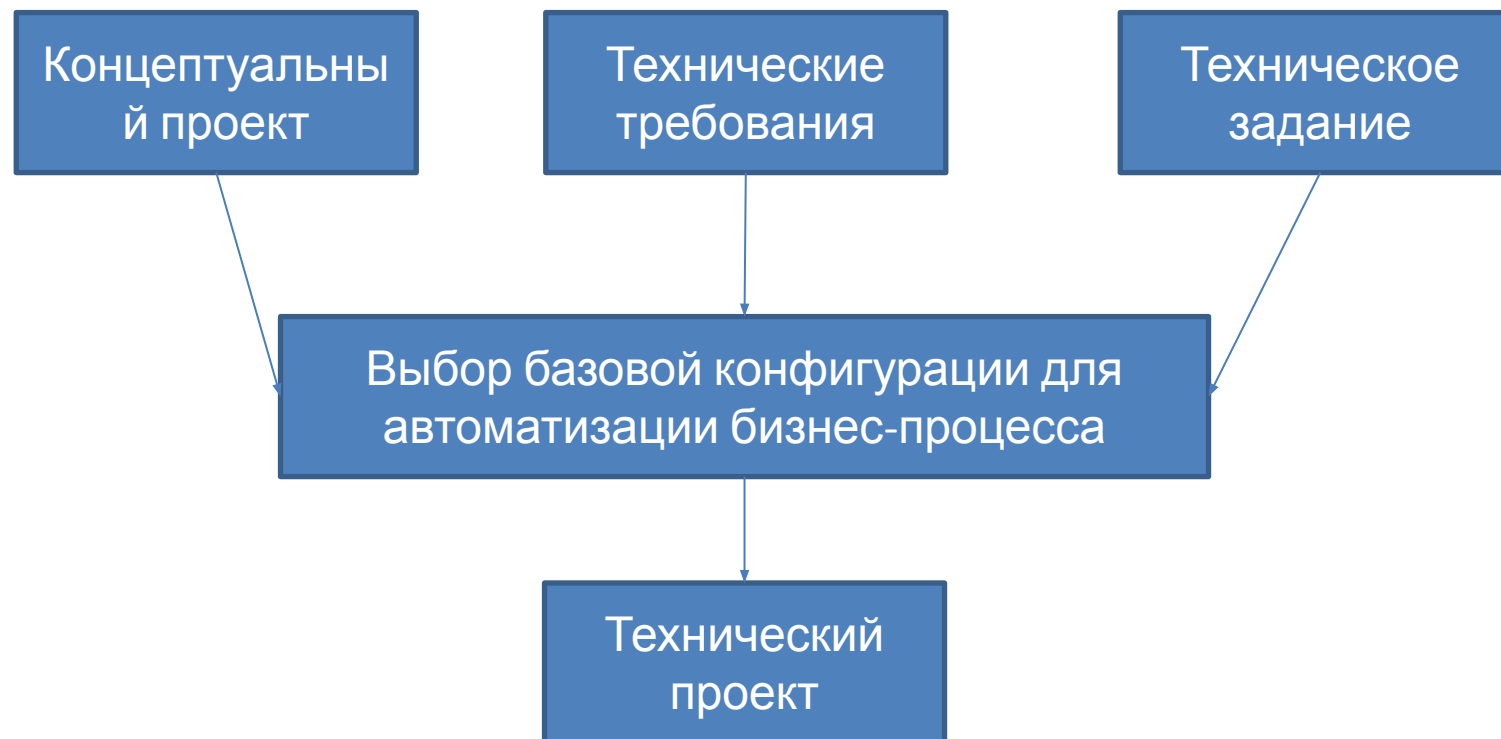 Концептуальны
й проект
Технические
требования
Техническое
задание
Выбор базовой конфигурации для
автоматизации бизнес-процесса
Технический
проект